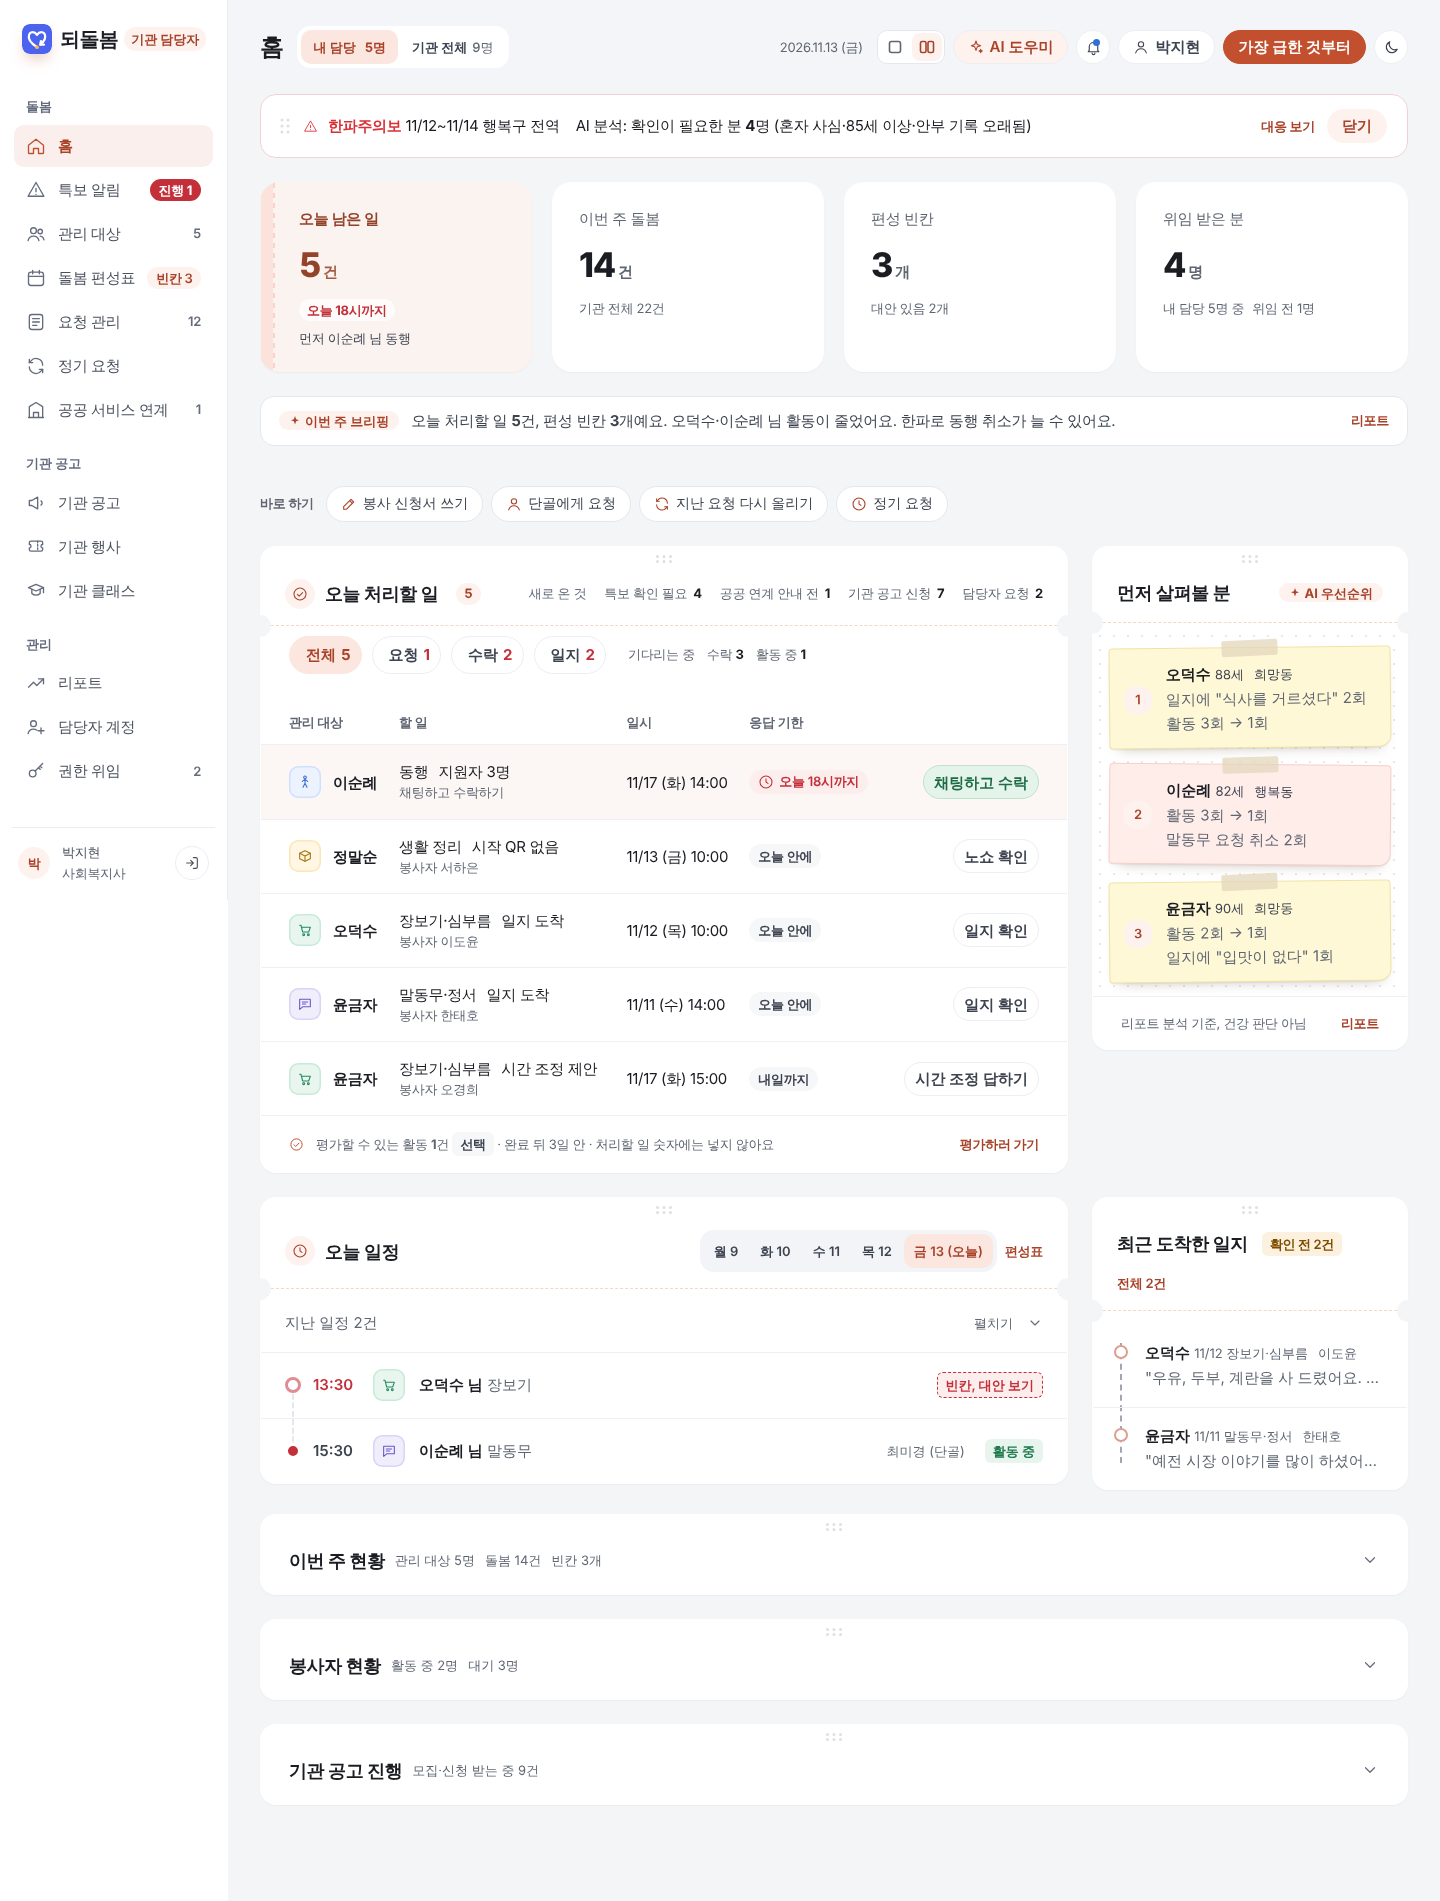 되돌봄 기관 담당자
돌봄
홈
특보 알림 진행 1
관리 대상 5
돌봄 편성표 빈칸 3
요청 관리 12
정기 요청
공공 서비스 연계 1
기관 공고
기관 공고
기관 행사
기관 클래스
관리
리포트
담당자 계정
권한 위임 2
박 박지현
사회복지사
홈 내 담당 5명 기관 전체 9명
2026.11.13 (금) AI 도우미 박지현 가장 급한 것부터
한파주의보 11/12~11/14 행복구 전역 AI 분석: 확인이 필요한 분 4명 (혼자 사심·85세 이상·안부 기록 오래됨) 대응 보기 닫기
오늘 남은 일
5건
오늘 18시까지
먼저 이순례 님 동행
이번 주 돌봄
14건
기관 전체 22건
편성 빈칸
3개
대안 있음 2개
위임 받은 분
4명
내 담당 5명 중 위임 전 1명
이번 주 브리핑 오늘 처리할 일 5건, 편성 빈칸 3개예요. 오덕수·이순례 님 활동이 줄었어요. 한파로 동행 취소가 늘 수 있어요. 리포트
바로 하기 봉사 신청서 쓰기 단골에게 요청 지난 요청 다시 올리기 정기 요청
오늘 처리할 일 5 새로 온 것 특보 확인 필요 4 공공 연계 안내 전 1 기관 공고 신청 7 담당자 요청 2
전체 5 요청 1 수락 2 일지 2 기다리는 중 수락 3 활동 중 1
관리 대상 할 일 일시 응답 기한
이순례 동행 지원자 3명 11/17 (화) 14:00 오늘 18시까지 채팅하고 수락
채팅하고 수락하기
정말순 생활 정리 시작 QR 없음 11/13 (금) 10:00 오늘 안에 노쇼 확인
봉사자 서하은
오덕수 장보기·심부름 일지 도착 11/12 (목) 10:00 오늘 안에 일지 확인
봉사자 이도윤
윤금자 말동무·정서 일지 도착 11/11 (수) 14:00 오늘 안에 일지 확인
봉사자 한태호
윤금자 장보기·심부름 시간 조정 제안 11/17 (화) 15:00 내일까지 시간 조정 답하기
봉사자 오경희
평가할 수 있는 활동 1건 선택 · 완료 뒤 3일 안 · 처리할 일 숫자에는 넣지 않아요 평가하러 가기
먼저 살펴볼 분 AI 우선순위
1 오덕수 88세 희망동
일지에 "식사를 거르셨다" 2회
활동 3회 → 1회
2 이순례 82세 행복동
활동 3회 → 1회
말동무 요청 취소 2회
3 윤금자 90세 희망동
활동 2회 → 1회
일지에 "입맛이 없다" 1회
리포트 분석 기준, 건강 판단 아님 리포트
오늘 일정 월 9 화 10 수 11 목 12 금 13 (오늘) 편성표
지난 일정 2건 펼치기
13:30 오덕수 님 장보기 빈칸, 대안 보기
15:30 이순례 님 말동무 최미경 (단골) 활동 중
최근 도착한 일지 확인 전 2건
전체 2건
오덕수 11/12 장보기·심부름 이도윤
"우유, 두부, 계란을 사 드렸어요. ...
윤금자 11/11 말동무·정서 한태호
"예전 시장 이야기를 많이 하셨어...
이번 주 현황 관리 대상 5명 돌봄 14건 빈칸 3개
봉사자 현황 활동 중 2명 대기 3명
기관 공고 진행 모집·신청 받는 중 9건